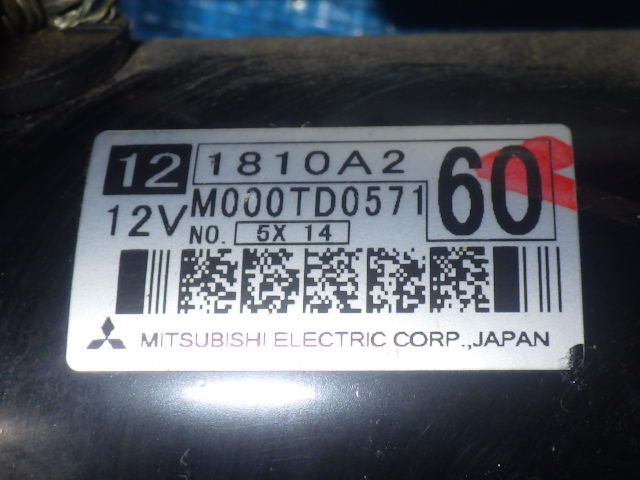 12 1810A2 60
12V M000TD0571
NO. 5X 14
MITSUBISHI ELECTRIC CORP.,JAPAN